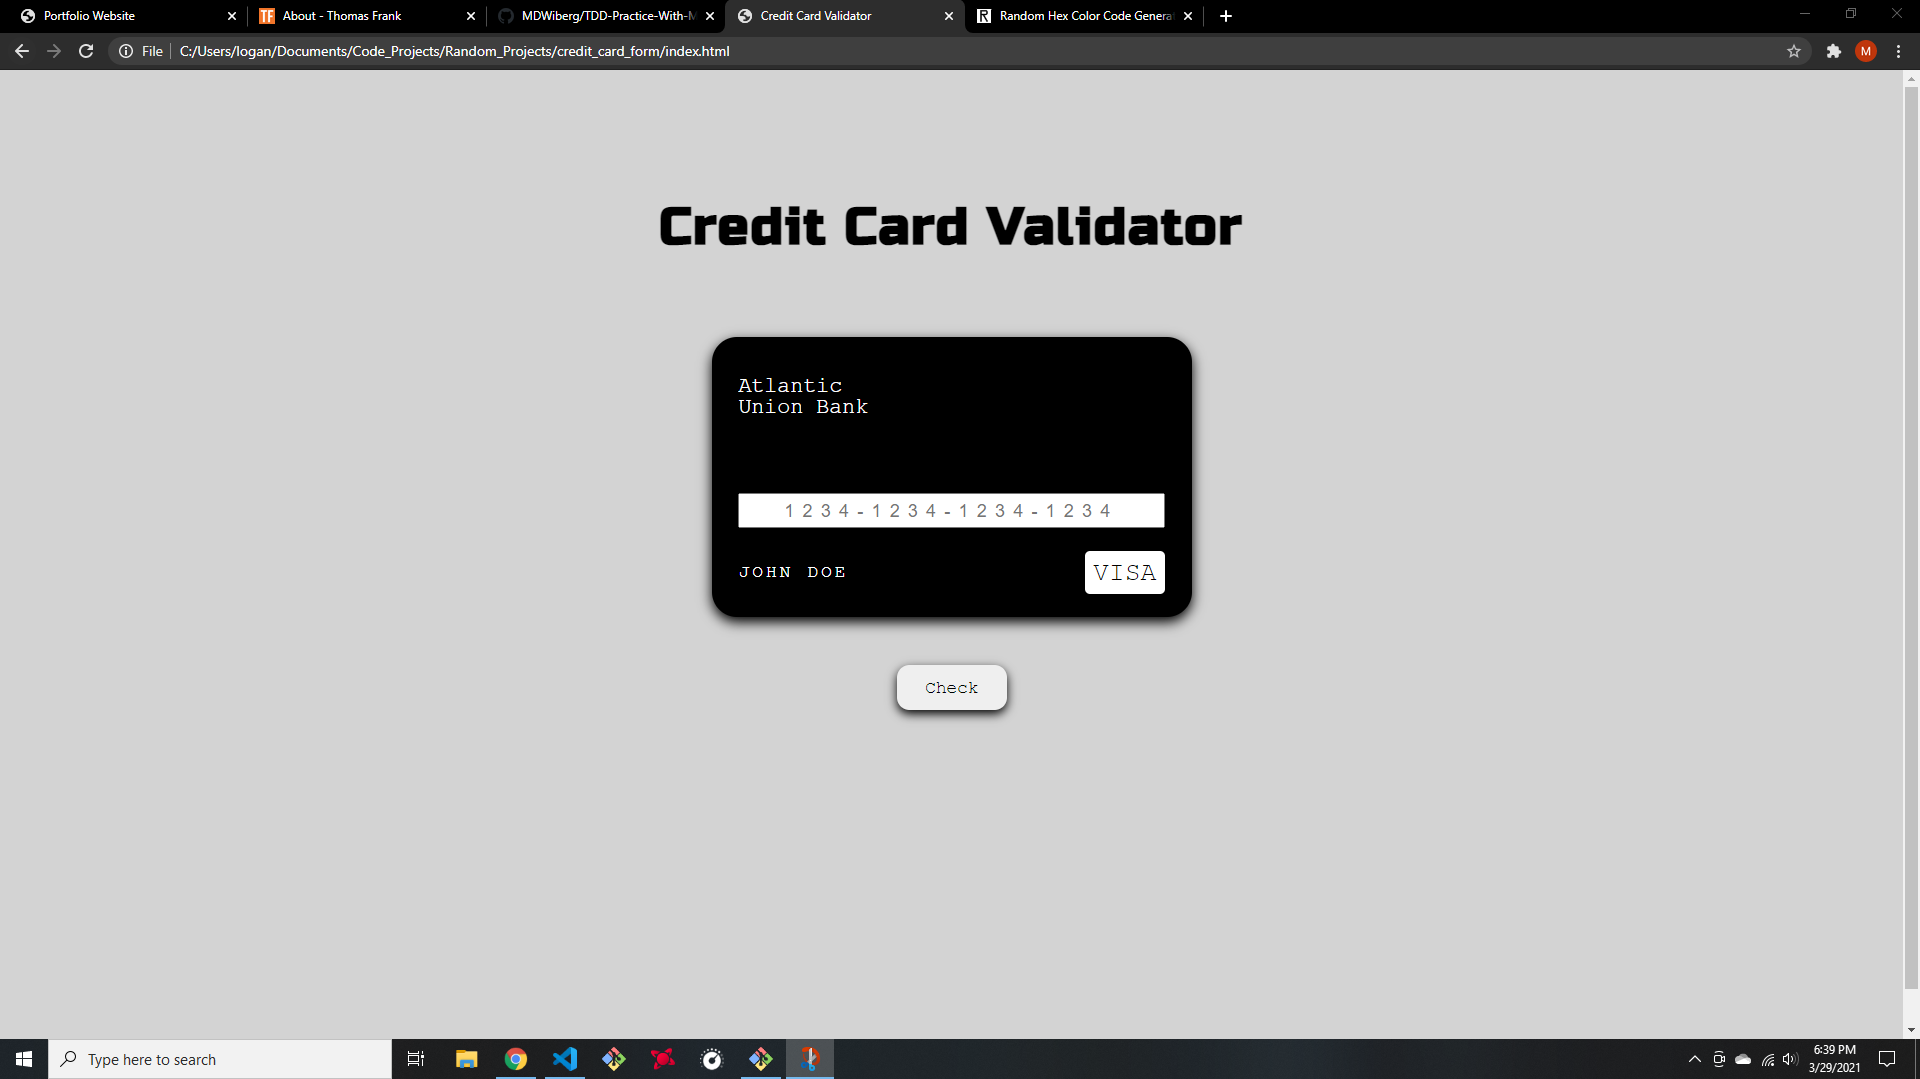 Portfolio Website
TF About - Thomas Frank
MDWiberg/TDD-Practice-With-M
Credit Card Validator
R Random Hex Color Code Genera
File C:/Users/logan/Documents/Code_Projects/Random_Projects/credit_card_form/index.html
M
Credit Card Validator
Atlantic
Union Bank
1234-1234-1234-1234
JOHN DOE
VISA
Check
Type here to search
6:39 PM
3/29/2021